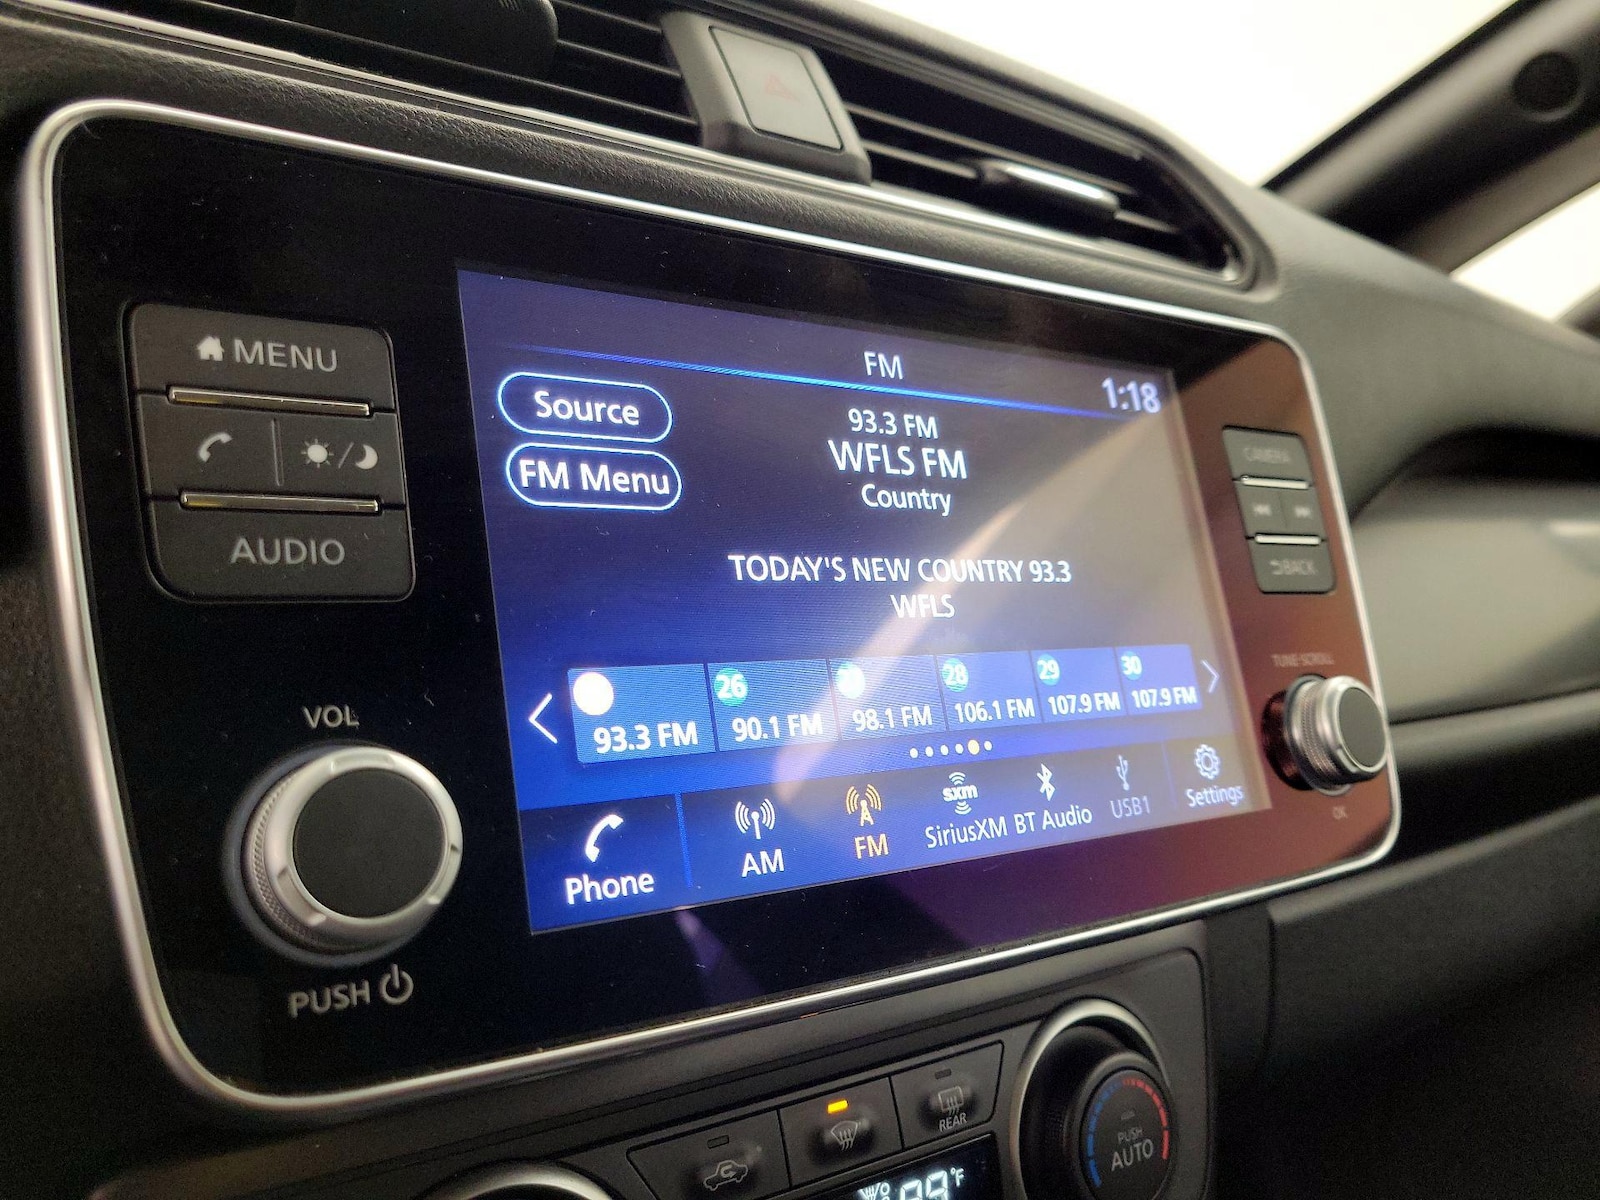 MENU
AUDIO
VOL
PUSH
FM
1:18
Source
FM Menu
93.3 FM
WFLS FM
Country
TODAY'S NEW COUNTRY 93.3
WFLS
26
28
29
30
93.3 FM
90.1 FM
98.1 FM
106.1 FM
107.9 FM
107.9 FM
Phone
AM
FM
sxm
SiriusXM
BT Audio
USB1
Settings
CAMERA
BACK
TUNE·SCROLL
OK
REAR
PUSH
AUTO
°F